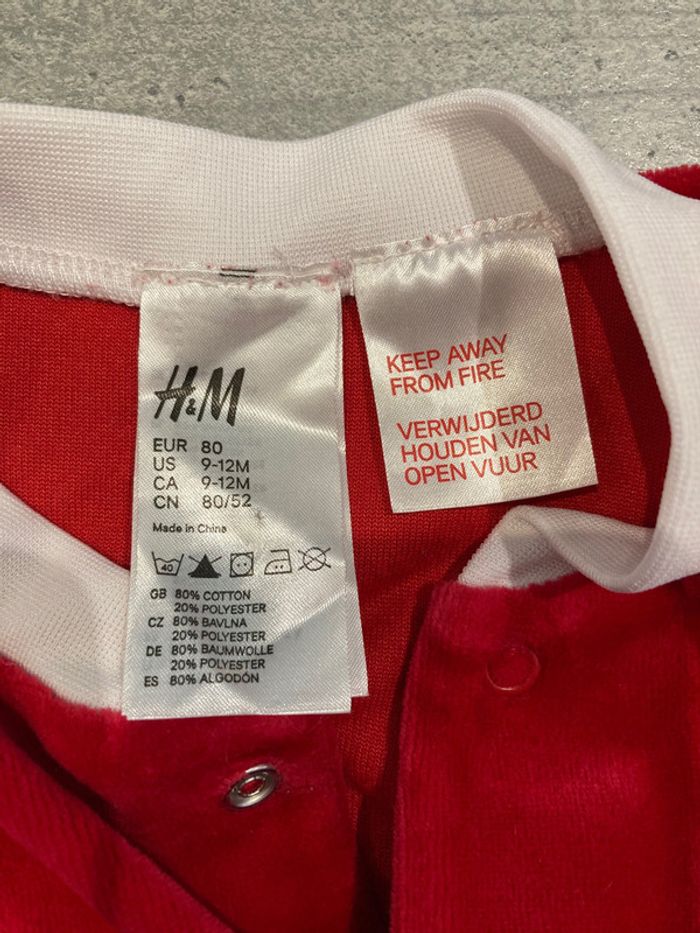 H&M
EUR 80
US 9-12M
CA 9-12M
CN 80/52
Made in China
40
GB 80% COTTON
20% POLYESTER
CZ 80% BAVLNA
20% POLYESTER
DE 80% BAUMWOLLE
20% POLYESTER
ES 80% ALGODÓN
KEEP AWAY
FROM FIRE
VERWIJDERD
HOUDEN VAN
OPEN VUUR